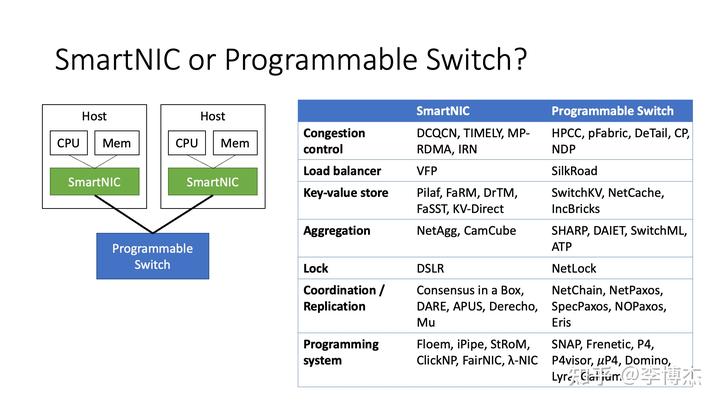 SmartNIC or Programmable Switch?
Host
Host
CPU
Mem
CPU
Mem
SmartNIC
SmartNIC
Programmable
Switch
SmartNIC
Programmable Switch
Congestion
control
DCQCN, TIMELY, MP-
RDMA, IRN
HPCC, pFabric, DeTail, CP,
NDP
Load balancer
VFP
SilkRoad
Key-value store
Pilaf, FaRM, DrTM,
FaSST, KV-Direct
SwitchKV, NetCache,
IncBricks
Aggregation
NetAgg, CamCube
SHARP, DAIET, SwitchML,
ATP
Lock
DSLR
NetLock
Coordination /
Replication
Consensus in a Box,
DARE, APUS, Derecho,
Mu
NetChain, NetPaxos,
SpecPaxos, NOPaxos,
Eris
Programming
system
Floem, iPipe, StRoM,
ClickNP, FairNIC, λ-NIC
SNAP, Frenetic, P4,
P4visor, μP4, Domino,
Lyra, Gallium
知乎 @李博杰